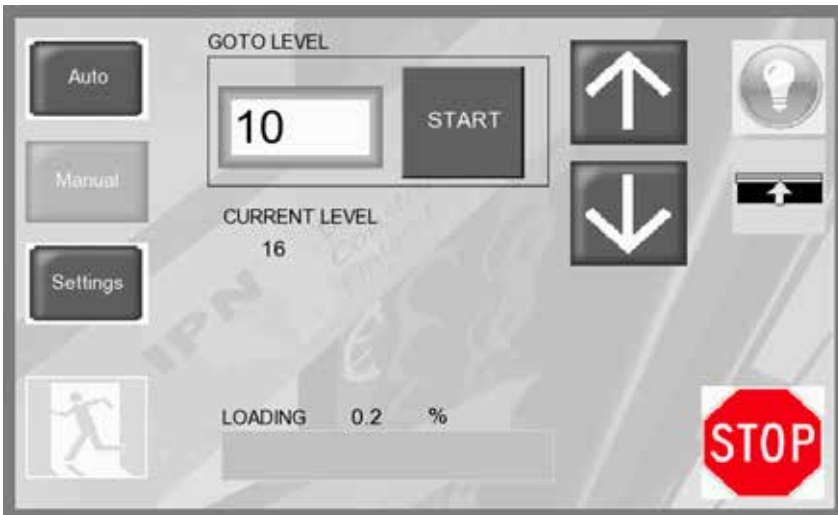 Auto
Manual
Settings
GOTO LEVEL
10
START
CURRENT LEVEL
16
LOADING 0.2 %
STOP
IPN